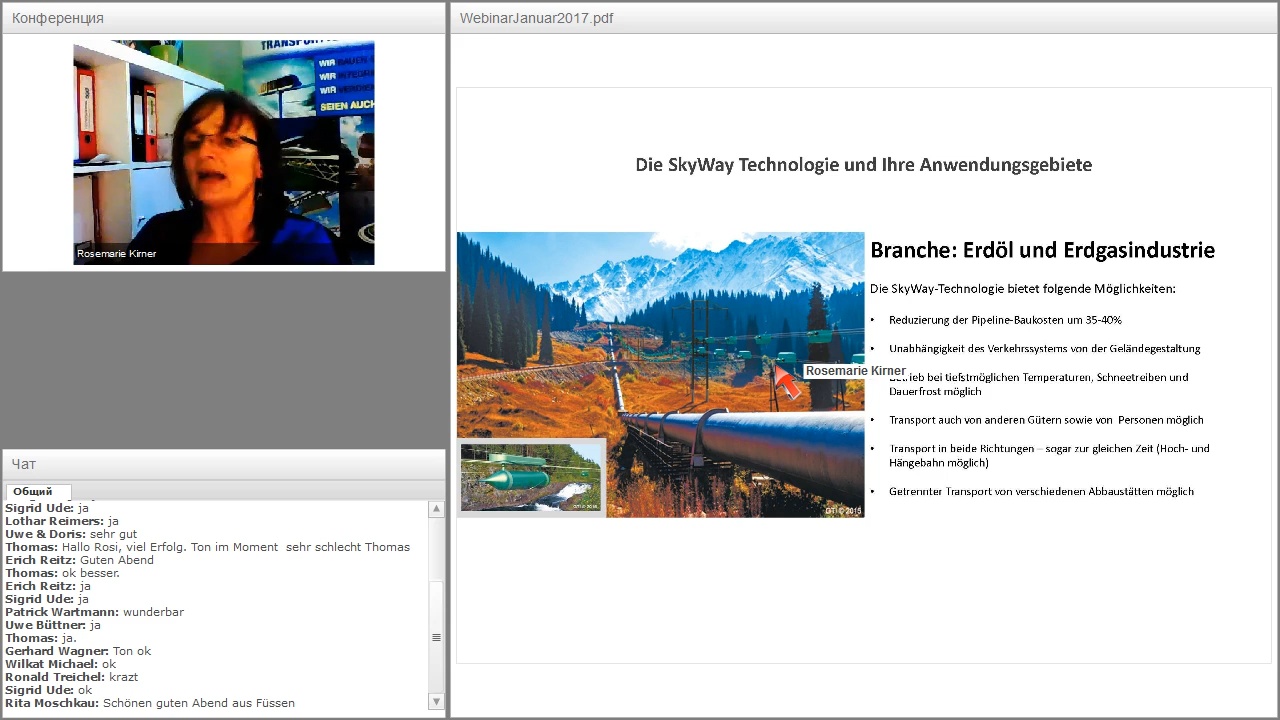 Конференция
TRANSPORT
WIR BAUEN
WIR INTEGRI
WIR
SEIEN AUCH
Rosemarie Kirner
Чат
Общий
Sigrid Ude: ja
Lothar Reimers: ja
Uwe & Doris: sehr gut
Thomas: Hallo Rosi, viel Erfolg. Ton im Moment sehr schlecht Thomas
Erich Reitz: Guten Abend
Thomas: ok besser.
Erich Reitz: ja
Sigrid Ude: ja
Patrick Wartmann: wunderbar
Uwe Büttner: ja
Thomas: ja.
Gerhard Wagner: Ton ok
Wilkat Michael: ok
Ronald Treichel: krazt
Sigrid Ude: ok
Rita Moschkau: Schönen guten Abend aus Füssen
WebinarJanuar2017.pdf
Die SkyWay Technologie und Ihre Anwendungsgebiete
Branche: Erdöl und Erdgasindustrie
Die SkyWay-Technologie bietet folgende Möglichkeiten:
• Reduzierung der Pipeline-Baukosten um 35-40%
• Unabhängigkeit des Verkehrssystems von der Geländegestaltung
Rosemarie Kirner
Betrieb bei tiefstmöglichen Temperaturen, Schneetreiben und
Dauerfrost möglich
• Transport auch von anderen Gütern sowie von Personen möglich
• Transport in beide Richtungen – sogar zur gleichen Zeit (Hoch- und
Hängebahn möglich)
• Getrennter Transport von verschiedenen Abbaustätten möglich
GTI © 2015
GTI © 2015